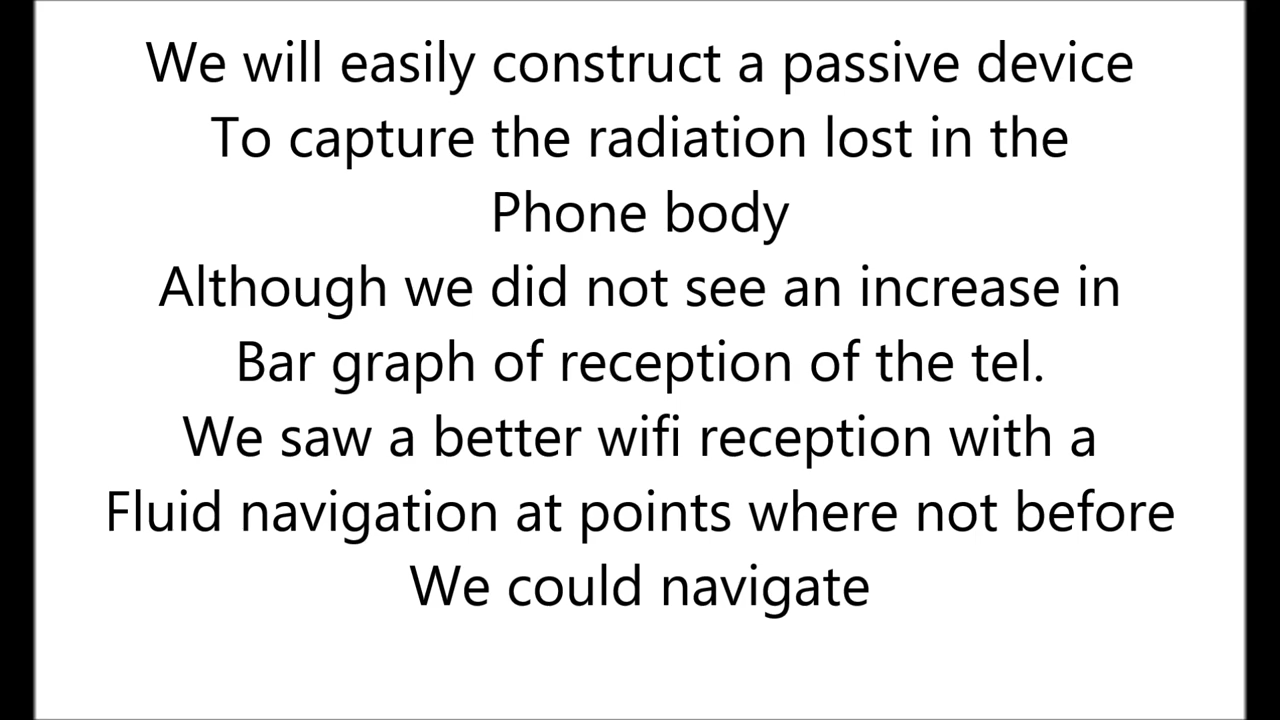 We will easily construct a passive device
To capture the radiation lost in the
Phone body
Although we did not see an increase in
Bar graph of reception of the tel.
We saw a better wifi reception with a
Fluid navigation at points where not before
We could navigate